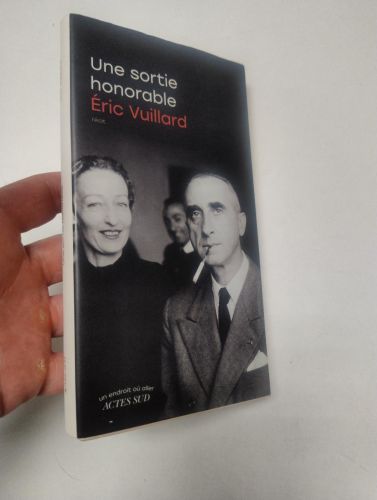 Une sortie
honorable
Éric Vuillard
récit
un endroit où aller
ACTES SUD